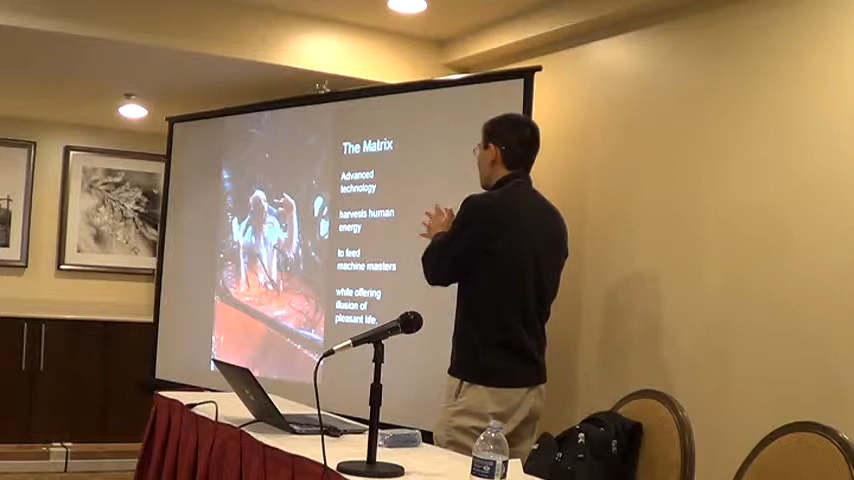 The Matrix
Advanced
technology
harvests human
energy
to feed
machine masters
while offering
illusion of
pleasant life.